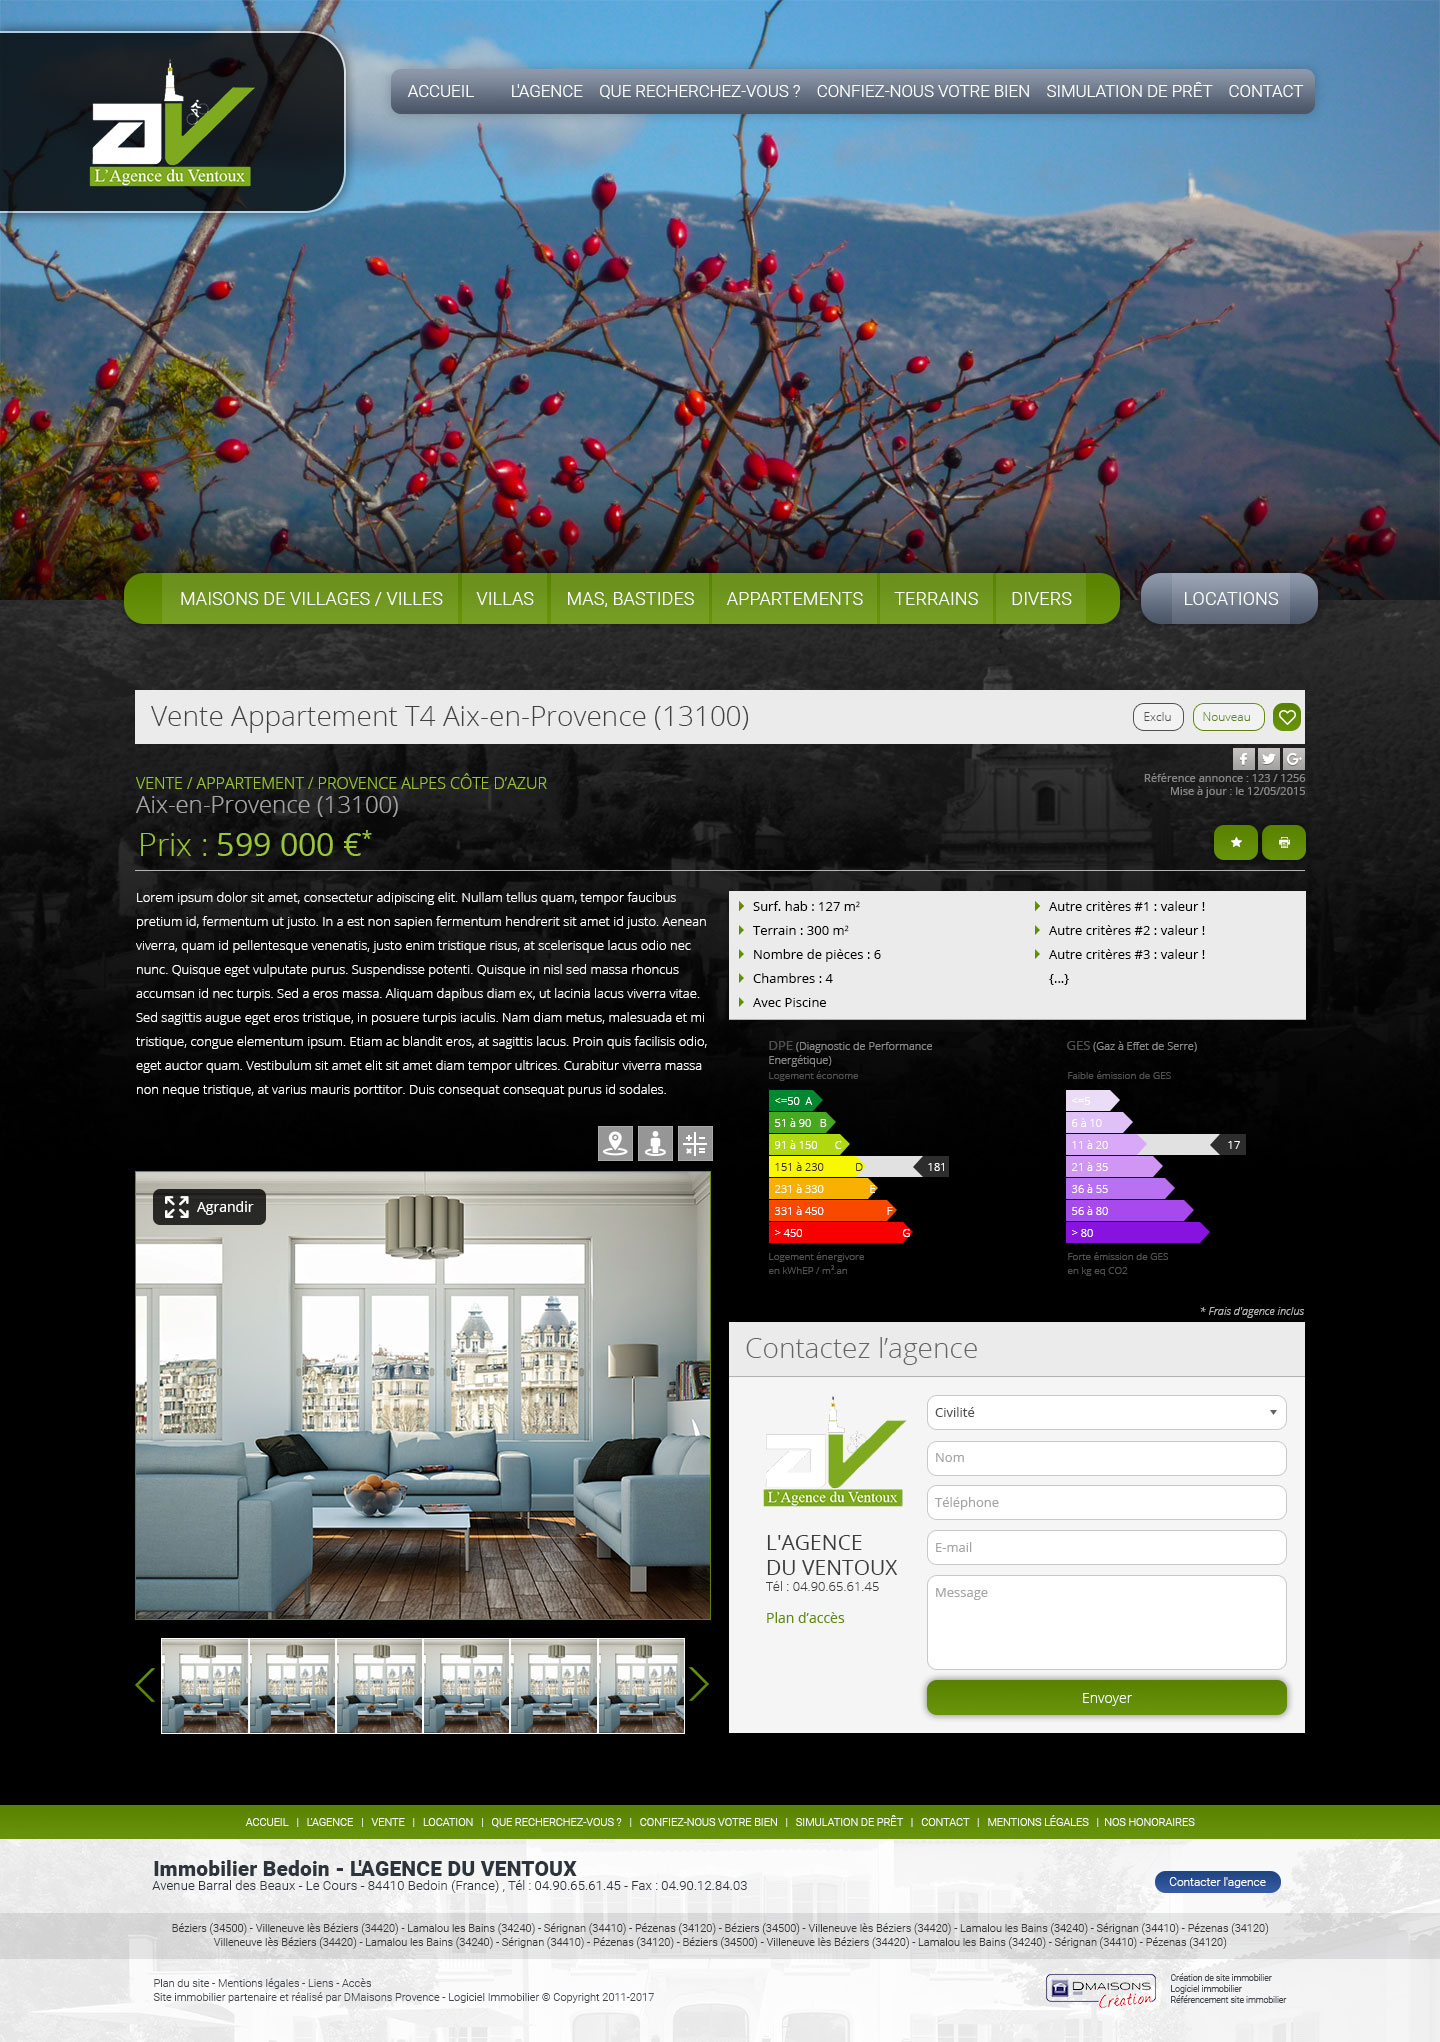 aV
L'Agence du Ventoux
ACCUEIL L'AGENCE QUE RECHERCHEZ-VOUS ? CONFIEZ-NOUS VOTRE BIEN SIMULATION DE PRÊT CONTACT
MAISONS DE VILLAGES / VILLES VILLAS MAS, BASTIDES APPARTEMENTS TERRAINS DIVERS LOCATIONS
Vente Appartement T4 Aix-en-Provence (13100) Exclu Nouveau
f G+
VENTE / APPARTEMENT / PROVENCE ALPES CÔTE D'AZUR
Référence annonce : 123 / 1256
Mise à jour : le 12/05/2015
Aix-en-Provence (13100)
Prix : 599 000 €*
Lorem ipsum dolor sit amet, consectetur adipiscing elit. Nullam tellus quam, tempor faucibus
pretium id, fermentum ut justo. In a est non sapien fermentum hendrerit sit amet id justo. Aenean
viverra, quam id pellentesque venenatis, justo enim tristique risus, at scelerisque lacus odio nec
nunc. Quisque eget vulputate purus. Suspendisse potenti. Quisque in nisl sed massa rhoncus
accumsan id nec turpis. Sed a eros massa. Aliquam dapibus diam ex, ut lacinia lacus viverra vitae.
Sed sagittis augue eget eros tristique, in posuere turpis iaculis. Nam diam metus, malesuada et mi
tristique, congue elementum ipsum. Etiam ac blandit eros, at sagittis lacus. Proin quis facilisis odio,
eget auctor quam. Vestibulum sit amet elit sit amet diam tempor ultrices. Curabitur viverra massa
non neque tristique, at varius mauris porttitor. Duis consequat consequat purus id sodales.
Surf. hab : 127 m²
Terrain : 300 m²
Nombre de pièces : 6
Chambres : 4
Avec Piscine
Autre critères #1 : valeur !
Autre critères #2 : valeur !
Autre critères #3 : valeur !
{...}
DPE (Diagnostic de Performance
Energétique)
Logement économe
<=50 A
51 à 90 B
91 à 150 C
151 à 230 D 181
231 à 330 E
331 à 450 F
> 450 G
Logement énergivore
en kWhEP / m².an
GES (Gaz à Effet de Serre)
Faible émission de GES
<=5
6 à 10
11 à 20 17
21 à 35
36 à 55
56 à 80
> 80
Forte émission de GES
en kg eq CO2
Agrandir
* Frais d'agence inclus
Contactez l'agence
aV
L'Agence du Ventoux
L'AGENCE
DU VENTOUX
Tél : 04.90.65.61.45
Plan d'accès
Civilité
Nom
Téléphone
E-mail
Message
Envoyer
ACCUEIL | L'AGENCE | VENTE | LOCATION | QUE RECHERCHEZ-VOUS ? | CONFIEZ-NOUS VOTRE BIEN | SIMULATION DE PRÊT | CONTACT | MENTIONS LÉGALES | NOS HONORAIRES
Immobilier Bedoin - L'AGENCE DU VENTOUX
Avenue Barral des Beaux - Le Cours - 84410 Bedoin (France) , Tél : 04.90.65.61.45 - Fax : 04.90.12.84.03
Contacter l'agence
Béziers (34500) - Villeneuve lès Béziers (34420) - Lamalou les Bains (34240) - Sérignan (34410) - Pézenas (34120) - Béziers (34500) - Villeneuve lès Béziers (34420) - Lamalou les Bains (34240) - Sérignan (34410) - Pézenas (34120)
Villeneuve lès Béziers (34420) - Lamalou les Bains (34240) - Sérignan (34410) - Pézenas (34120) - Béziers (34500) - Villeneuve lès Béziers (34420) - Lamalou les Bains (34240) - Sérignan (34410) - Pézenas (34120)
Plan du site - Mentions légales - Liens - Accès
Site immobilier partenaire et réalisé par DMaisons Provence - Logiciel Immobilier © Copyright 2011-2017
DMAISONS
Création
Création de site immobilier
Logiciel immobilier
Référencement site immobilier